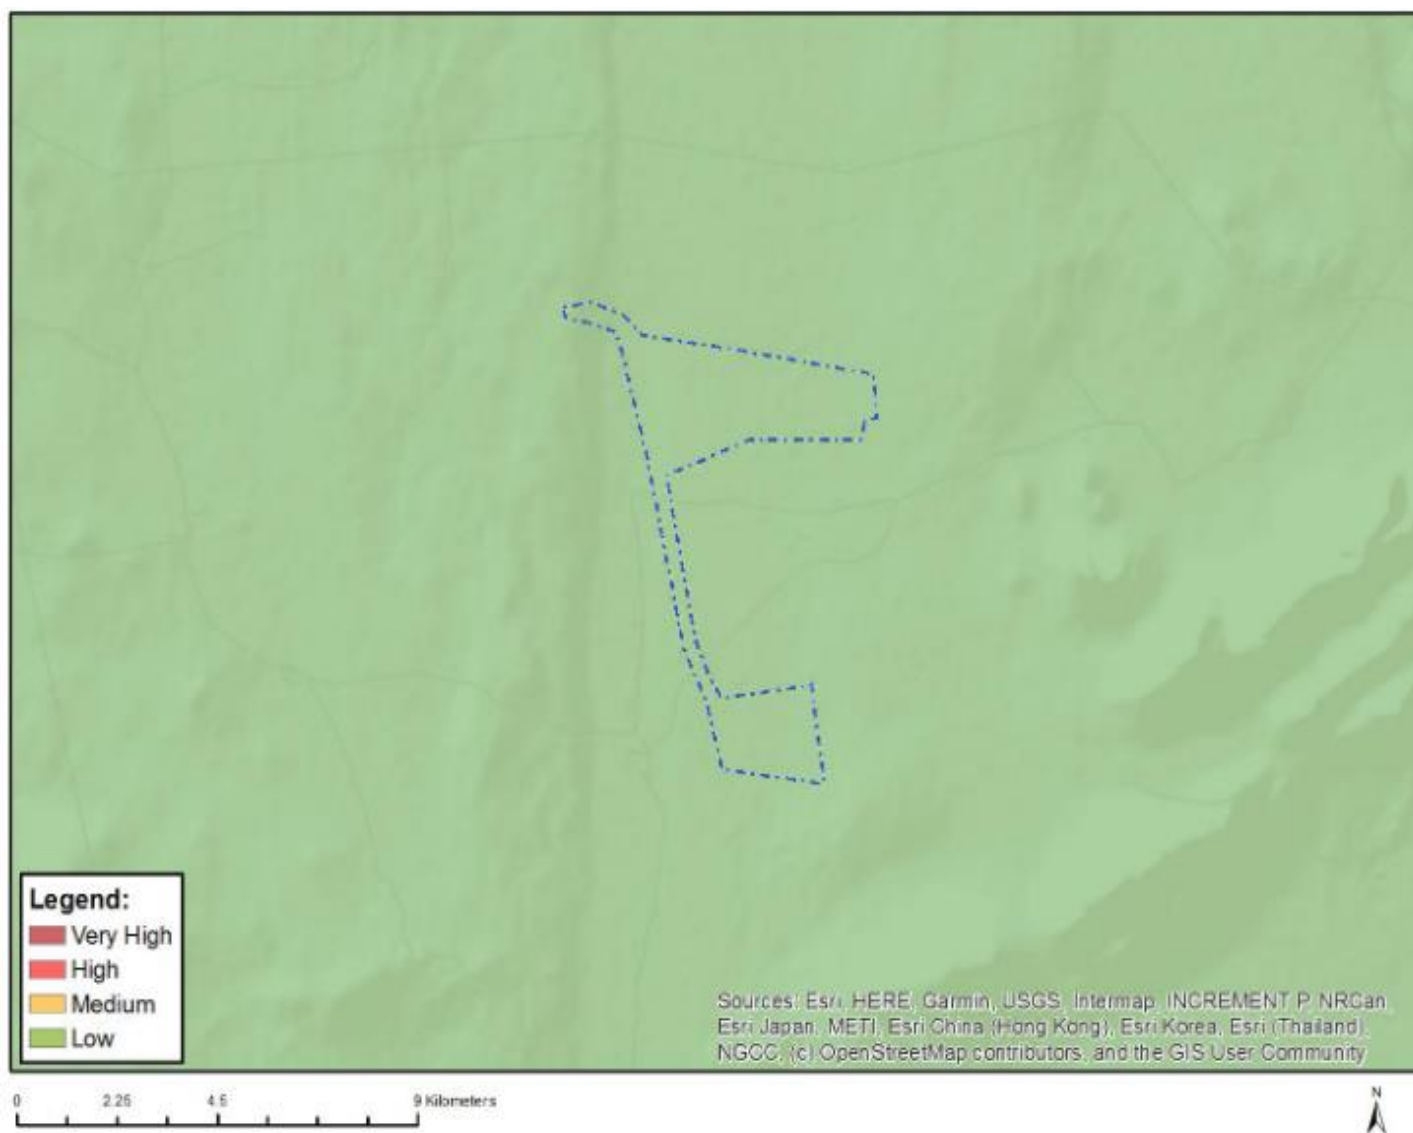 Legend:
Very High
High
Medium
Low
Sources: Esri, HERE, Garmin, USGS, Intermap, INCREMENT P, NRCan,
Esri Japan, METI, Esri China (Hong Kong), Esri Korea, Esri (Thailand),
NGCC, (c) OpenStreetMap contributors, and the GIS User Community
0 2.25 4.5 9 Kilometers
N